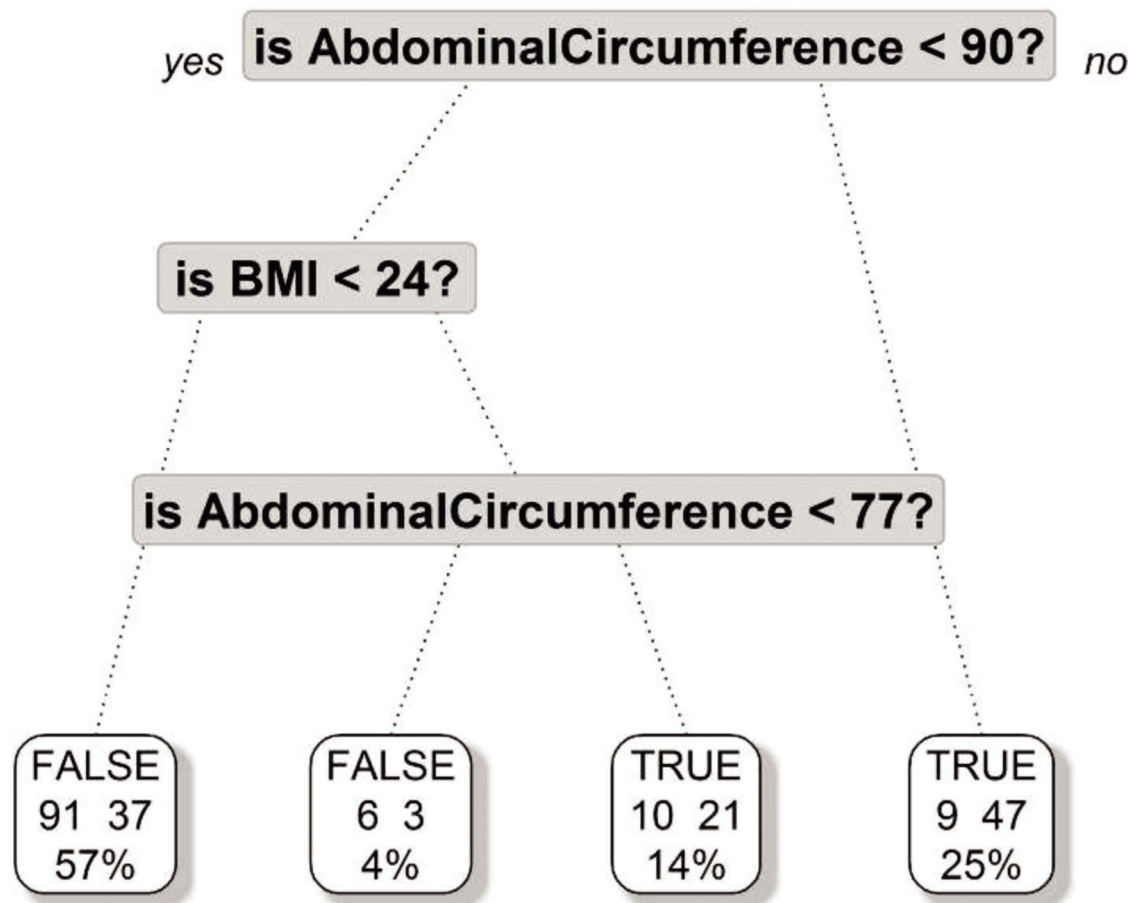 yes is AbdominalCircumference < 90? no
is BMI < 24?
is AbdominalCircumference < 77?
FALSE FALSE TRUE TRUE
91 37 6 3 10 21 9 47
57% 4% 14% 25%